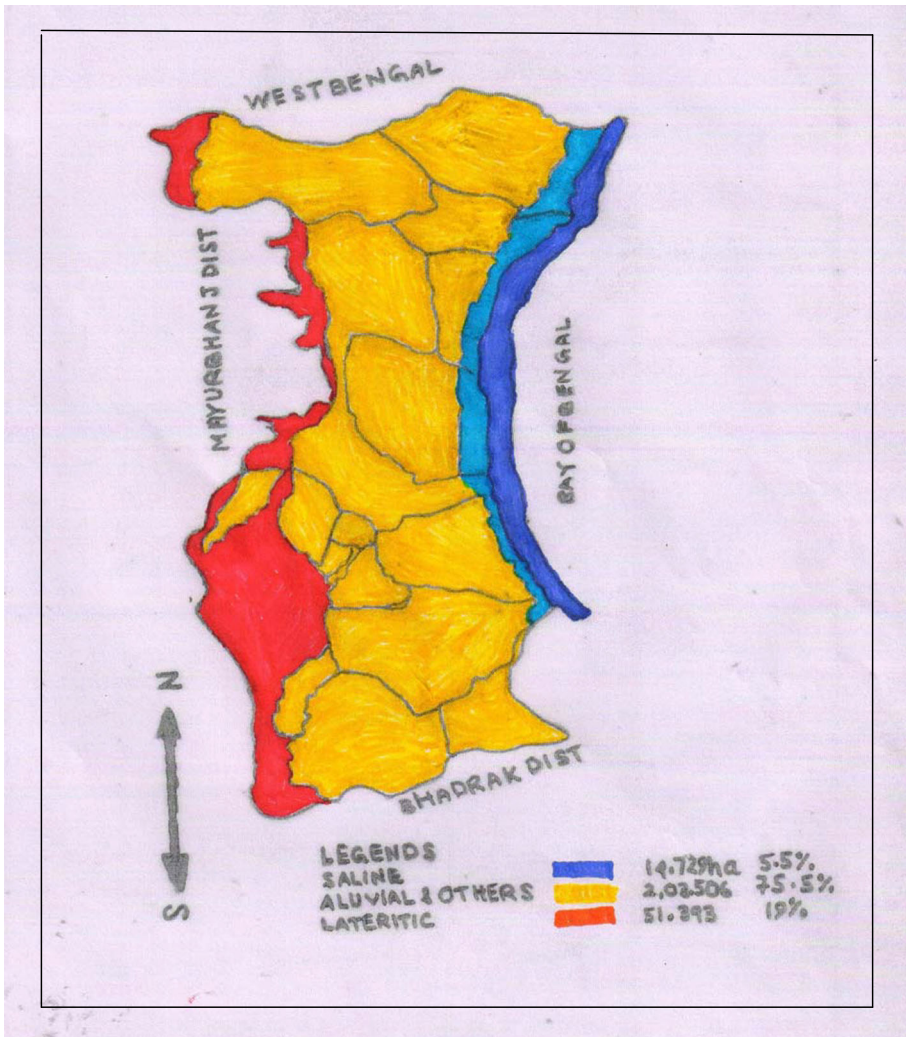 WESTBENGAL
MAYURBHANJ DIST
BAY OF BENGAL
N
S
BHADRAK DIST
LEGENDS
SALINE 14.729ha 5.5%
ALUVIAL & OTHERS 2,02.506 75.5%
LATERITIC 51.393 19%